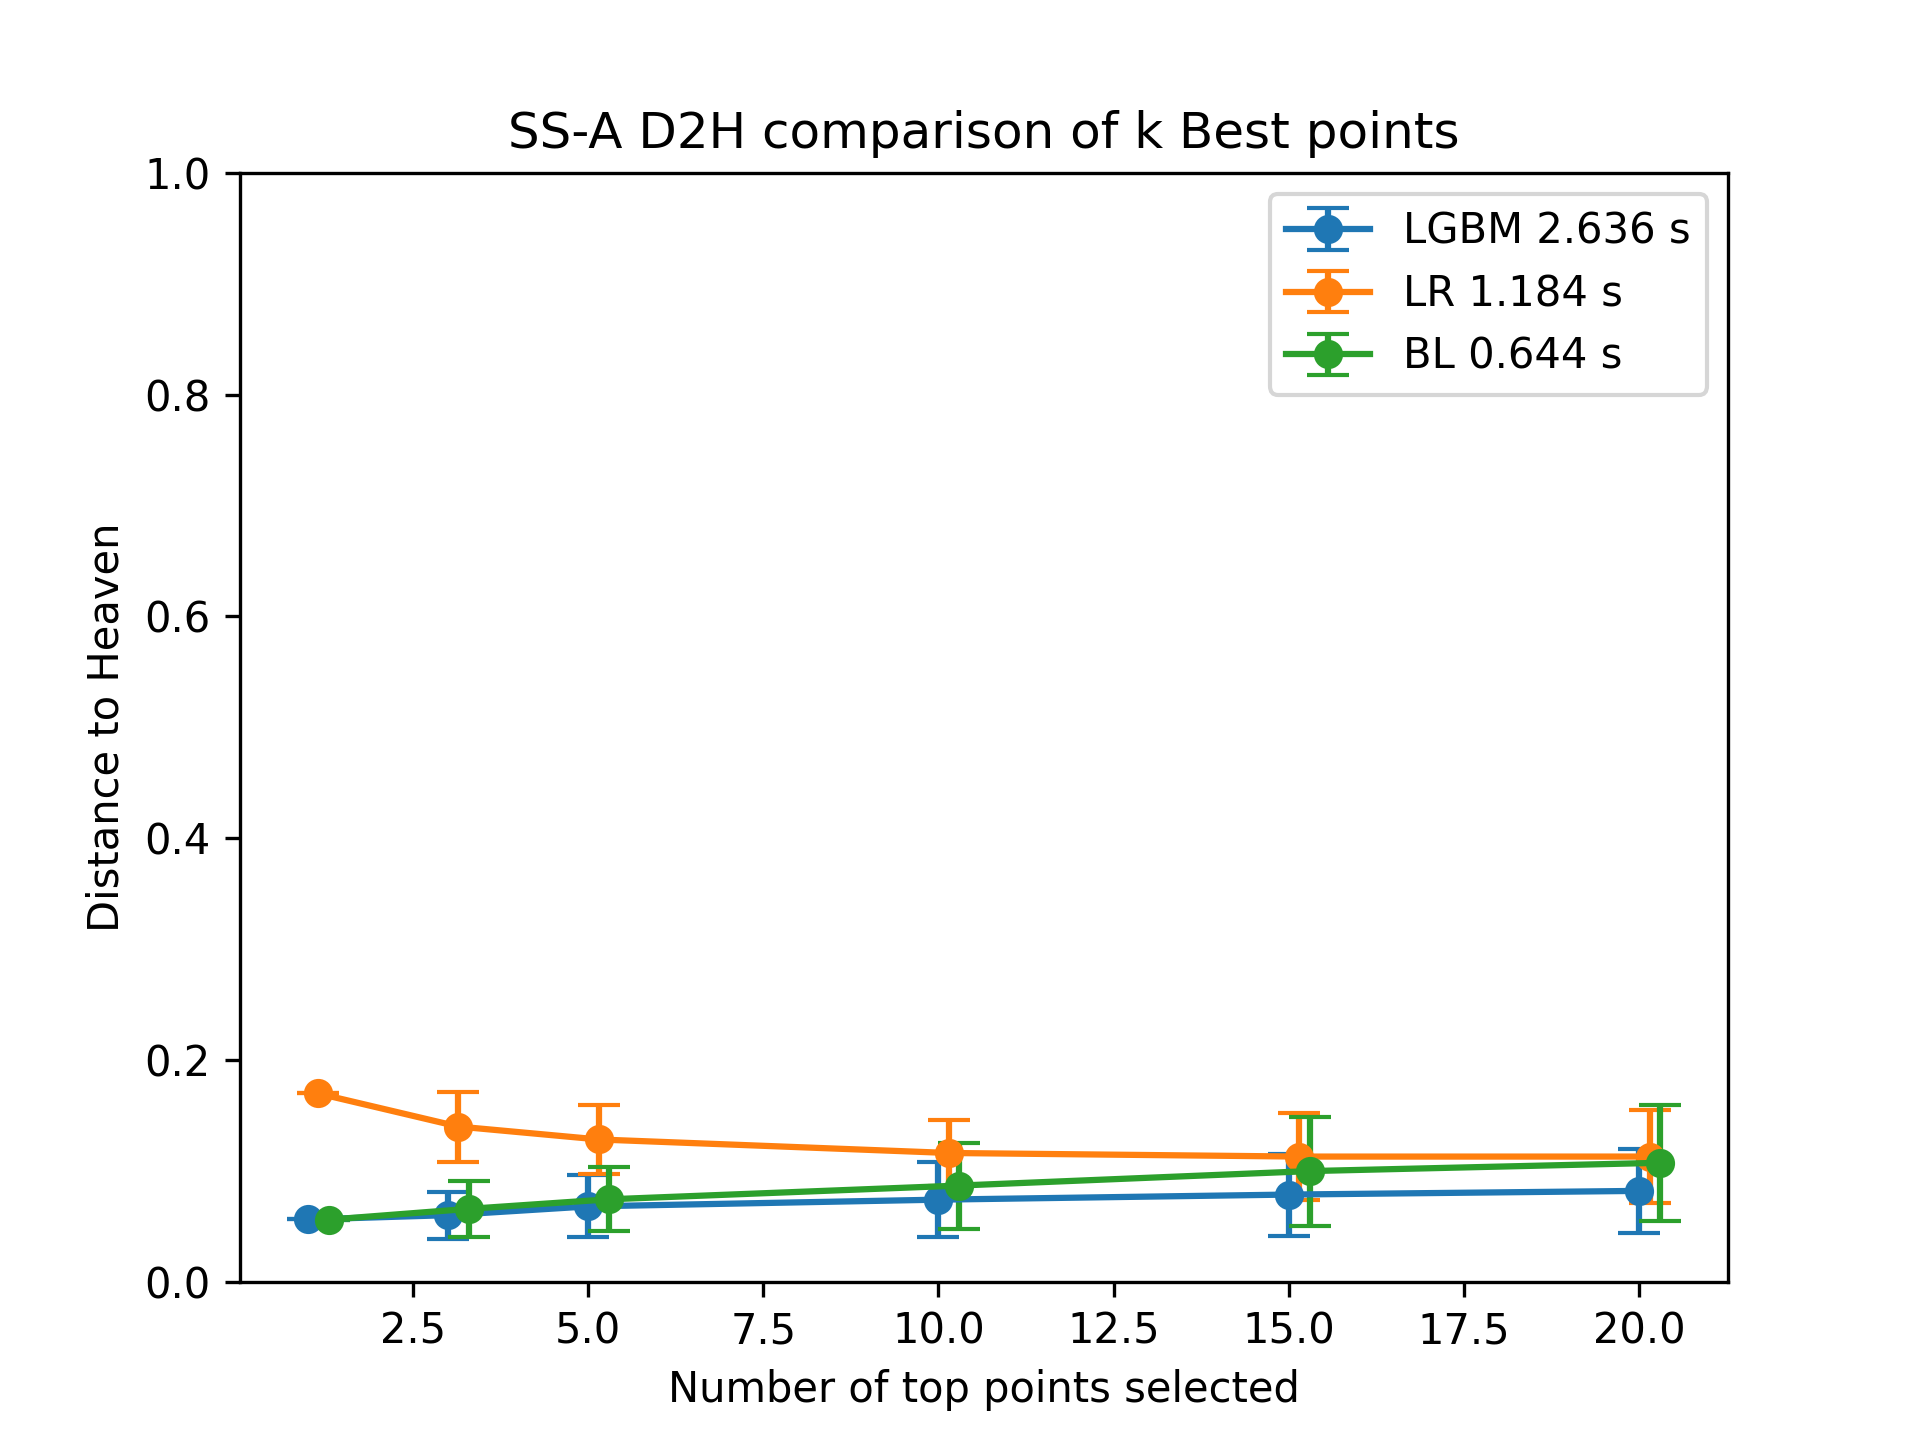 SS-A D2H comparison of k Best points
1.0
0.8
0.6
0.4
0.2
0.0
Distance to Heaven
LGBM 2.636 s
LR 1.184 s
BL 0.644 s
2.5 5.0 7.5 10.0 12.5 15.0 17.5 20.0
Number of top points selected